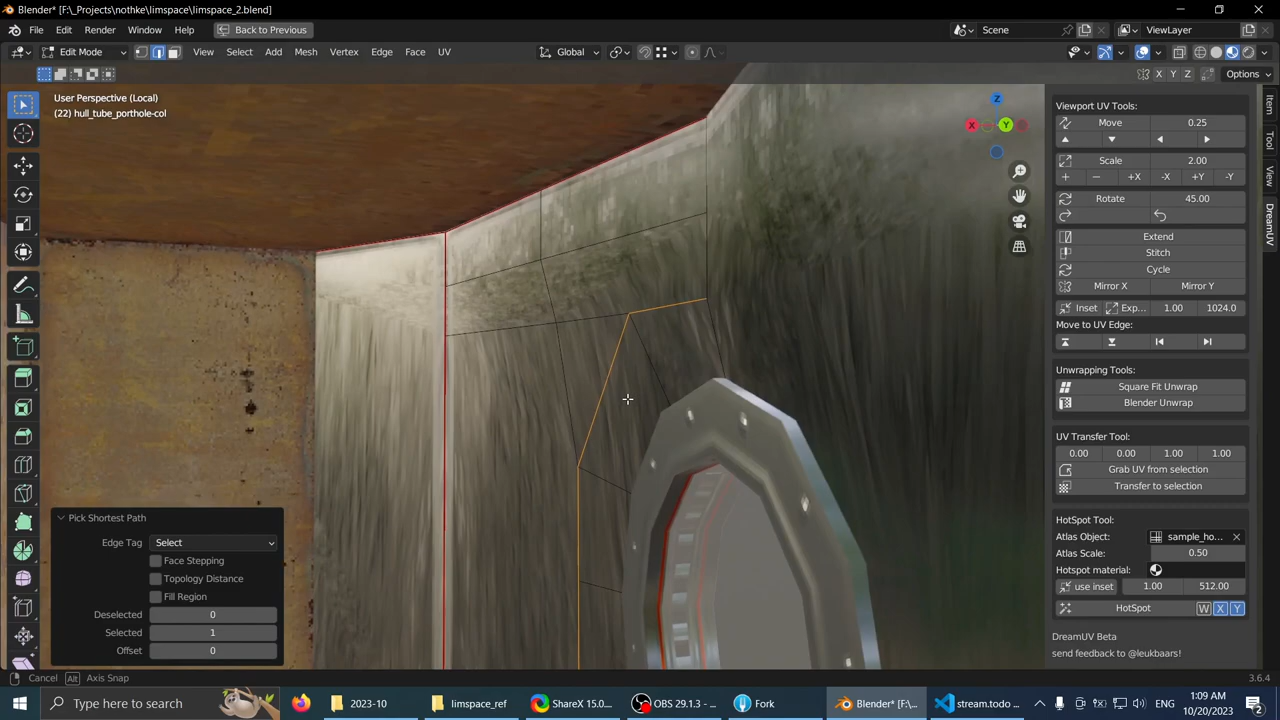 Blender* [F:\_Projects\nothke\limspace\limspace_2.blend]
File Edit Render Window Help Back to Previous Scene ViewLayer
Edit Mode View Select Add Mesh Vertex Edge Face UV Global
X Y Z Options
User Perspective (Local)
(22) hull_tube_porthole-col
Z
X Y
Item
Tool
View
DreamUV
Viewport UV Tools:
Move 0.25
Scale 2.00
+ − +X -X +Y -Y
Rotate 45.00
Extend
Stitch
Cycle
Mirror X Mirror Y
Inset Exp... 1.00 1024.0
Move to UV Edge:
Unwrapping Tools:
Square Fit Unwrap
Blender Unwrap
UV Transfer Tool:
0.00 0.00 1.00 1.00
Grab UV from selection
Transfer to selection
HotSpot Tool:
Atlas Object: sample_ho...
Atlas Scale: 0.50
Hotspot material:
use inset 1.00 512.00
HotSpot W X Y
DreamUV Beta
send feedback to @leukbaars!
Pick Shortest Path
Edge Tag Select
Face Stepping
Topology Distance
Fill Region
Deselected 0
Selected 1
Offset 0
Cancel Alt Axis Snap 3.6.4
Type here to search 2023-10 limspace_ref ShareX 15.0... OBS 29.1.3 - ... Fork Blender* [F:\... stream.todo ... 1:09 AM
10/20/2023